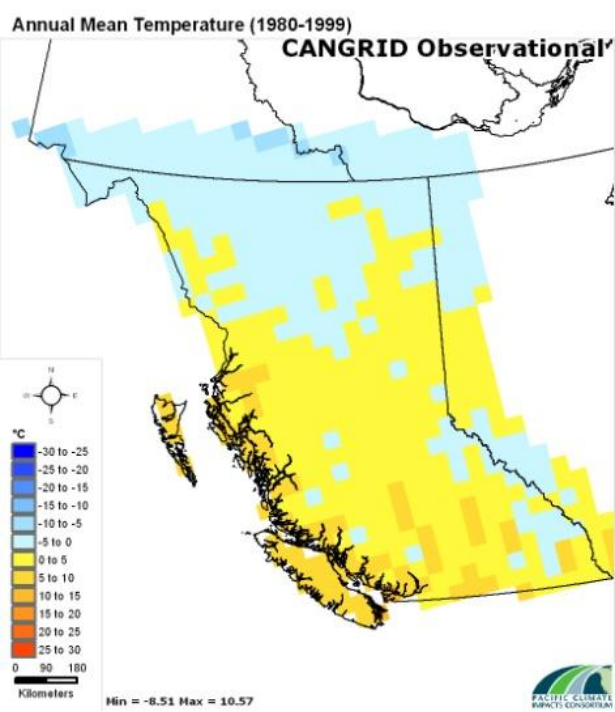 Annual Mean Temperature (1980-1999)
CANGRID Observational
N
S
°C
-30 to -25
-25 to -20
-20 to -15
-15 to -10
-10 to -5
-5 to 0
0 to 5
5 to 10
10 to 15
15 to 20
20 to 25
25 to 30
0 90 180
Kilometers
Min = -8.51 Max = 10.57
PACIFIC CLIMATE
IMPACTS CONSORTIUM